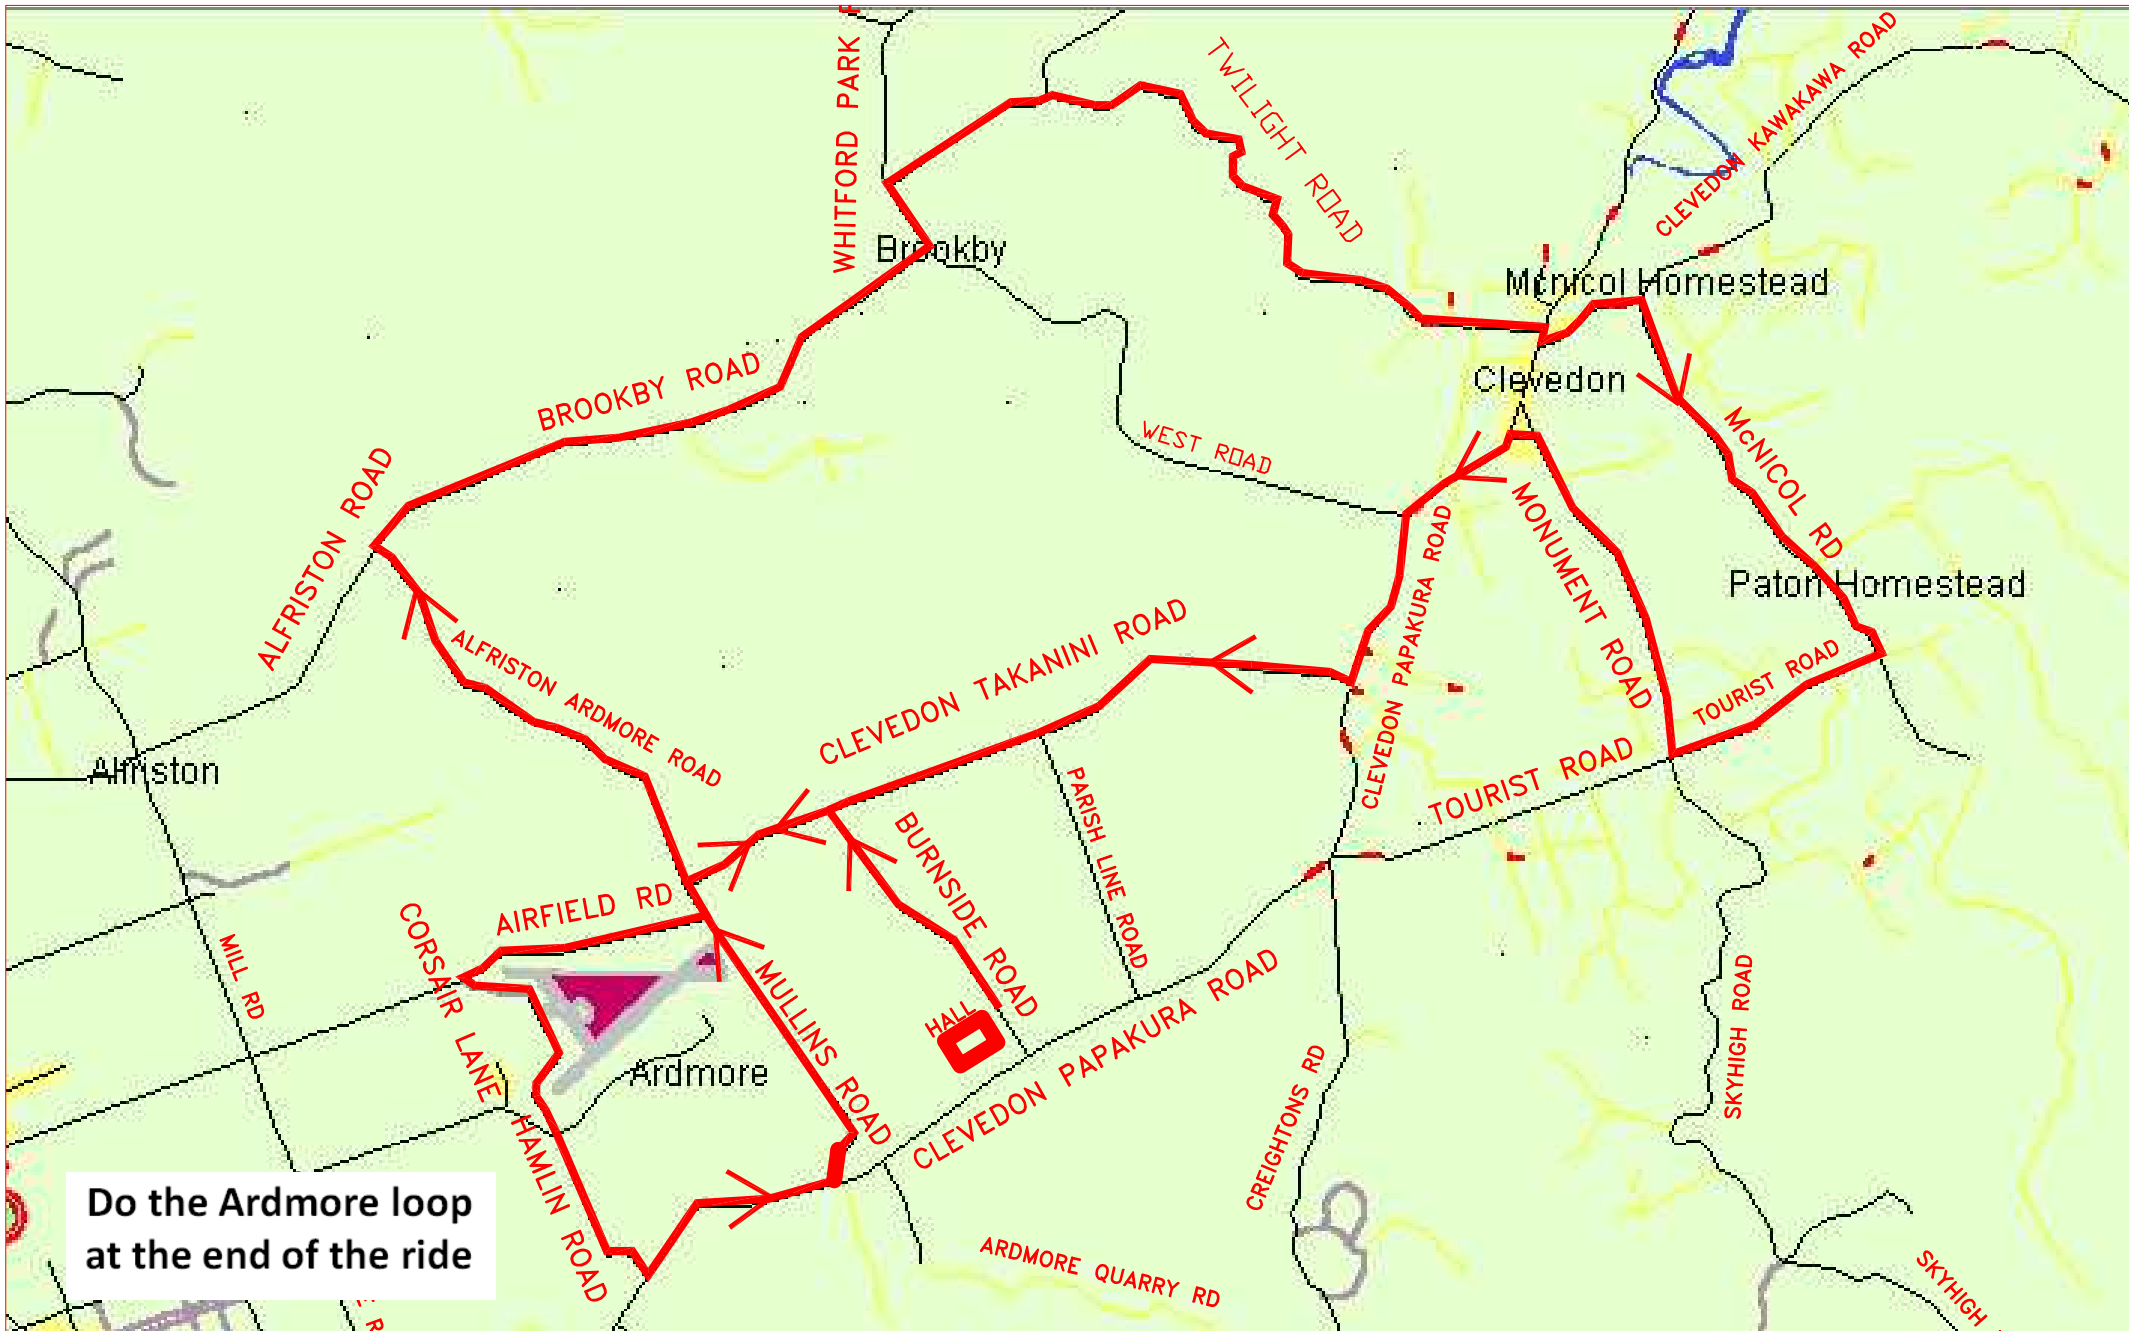 WHITFORD PARK
TWILIGHT ROAD
CLEVEDON KAWAKAWA ROAD
Brookby
Mcnicol Homestead
BROOKBY ROAD
Clevedon
WEST ROAD
McNICOL RD
ALFRISTON ROAD
MONUMENT ROAD
CLEVEDON PAPAKURA ROAD
Paton Homestead
ALFRISTON ARDMORE ROAD
CLEVEDON TAKANINI ROAD
TOURIST ROAD
TOURIST ROAD
Alfriston
PARISH LINE ROAD
BURNSIDE ROAD
AIRFIELD RD
CORSAIR LANE
MILL RD
MULLINS ROAD
HALL
Ardmore
CLEVEDON PAPAKURA ROAD
SKYHIGH ROAD
CREIGHTONS RD
HAMLIN ROAD
Do the Ardmore loop
at the end of the ride
ARDMORE QUARRY RD
SKYHIGH